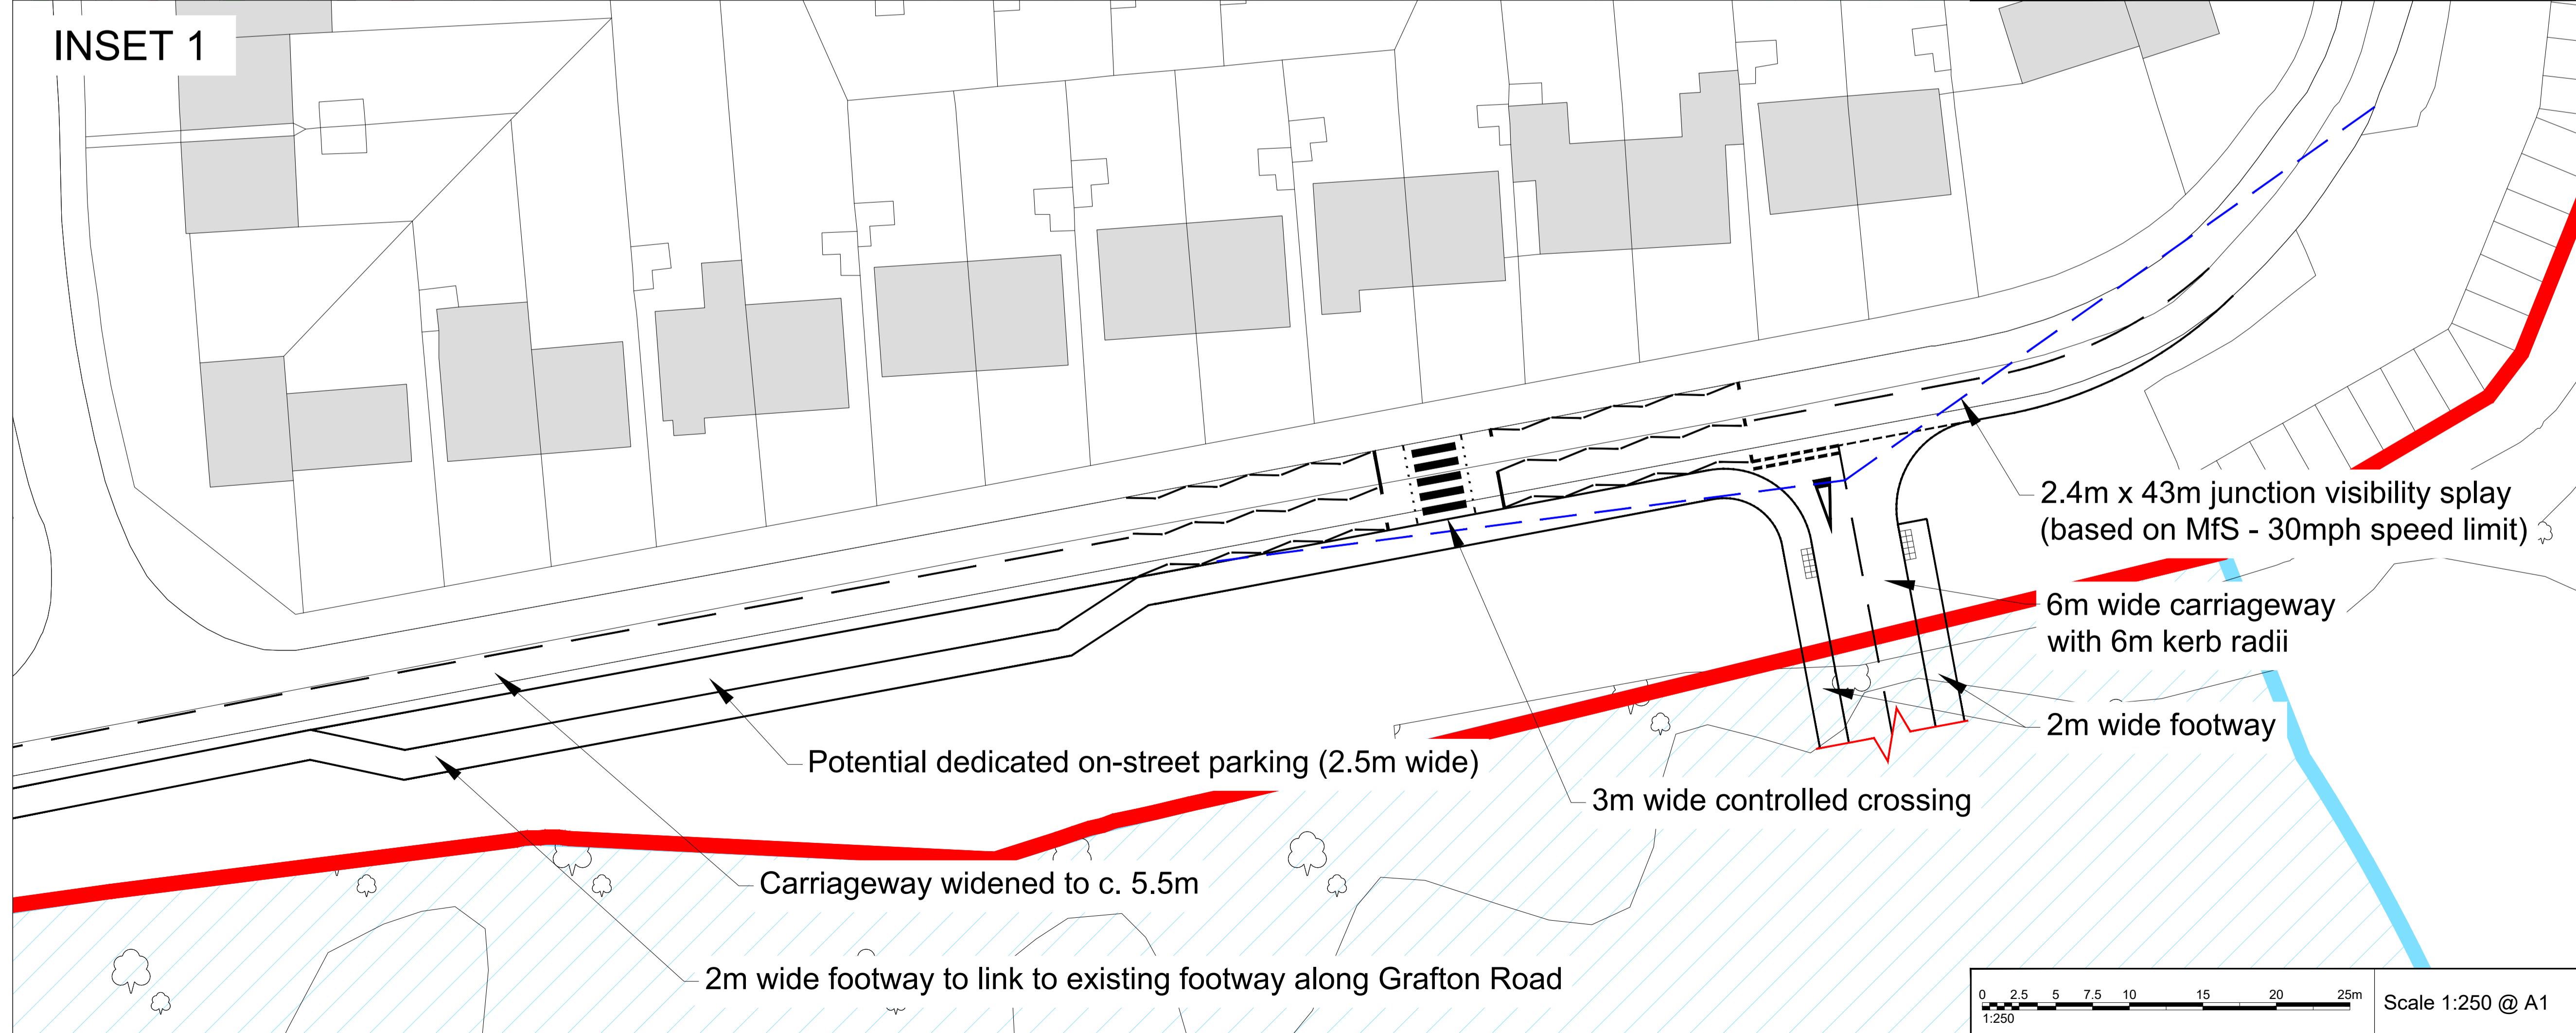 INSET 1
2.4m x 43m junction visibility splay
(based on MfS - 30mph speed limit)
6m wide carriageway
with 6m kerb radii
2m wide footway
Potential dedicated on-street parking (2.5m wide)
3m wide controlled crossing
Carriageway widened to c. 5.5m
2m wide footway to link to existing footway along Grafton Road
0 2.5 5 7.5 10 15 20 25m
1:250
Scale 1:250 @ A1